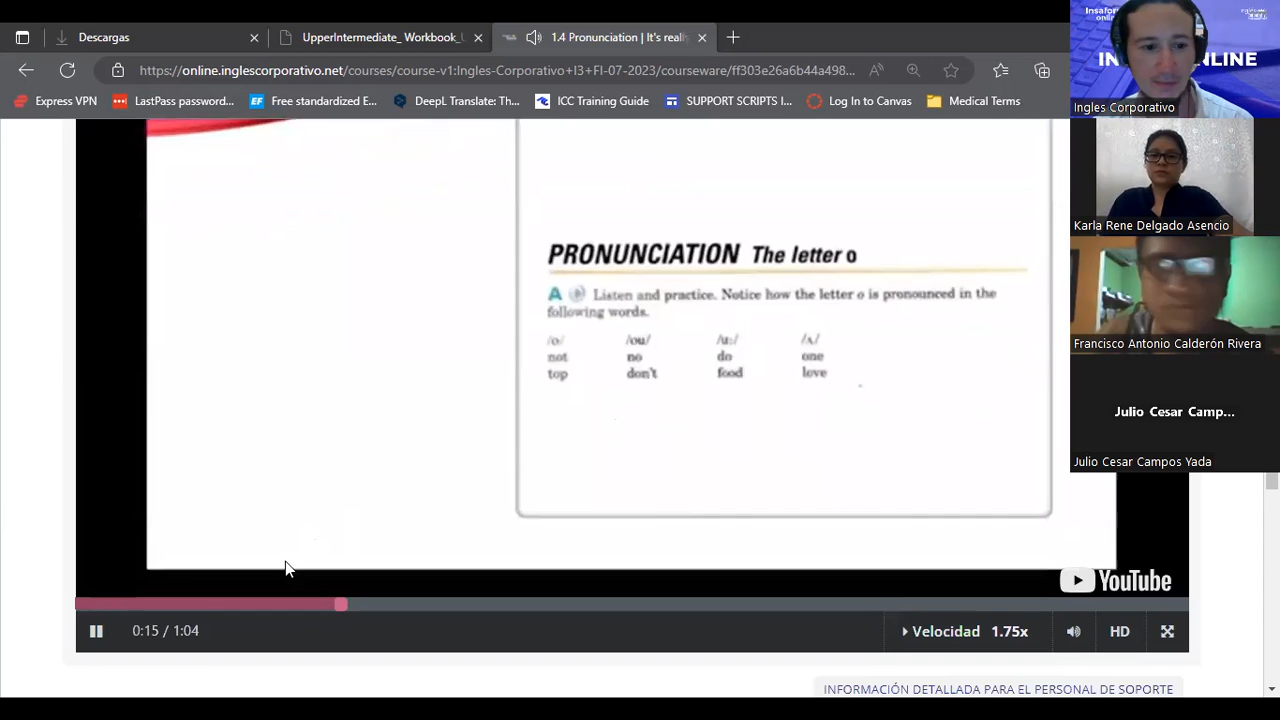 Descargas
UpperIntermediate_ Workbook_U
1.4 Pronunciation | It's really
https://online.inglescorporativo.net/courses/course-v1:Ingles-Corporativo+I3+FI-07-2023/courseware/ff303e26a6b44a498...
Express VPN
LastPass password...
Free standardized E...
DeepL Translate: Th...
ICC Training Guide
SUPPORT SCRIPTS I...
Log In to Canvas
Medical Terms
PRONUNCIATION The letter o
A Listen and practice. Notice how the letter o is pronounced in the
following words.
/ɒ/ /oʊ/ /u:/ /ʌ/
not no do one
top don't food love
YouTube
0:15 / 1:04
Velocidad 1.75x
HD
INFORMACIÓN DETALLADA PARA EL PERSONAL DE SOPORTE
Ingles Corporativo
Karla Rene Delgado Asencio
Francisco Antonio Calderón Rivera
Julio Cesar Camp...
Julio Cesar Campos Yada